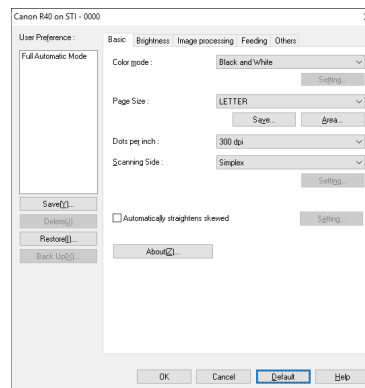 Canon R40 on STI - 0000
User Preference :
Full Automatic Mode
Save(Y)...
Delete(J)
Restore(I)...
Back Up(X)...
Basic
Brightness
Image processing
Feeding
Others
Color mode :
Black and White
Setting...
Page Size :
LETTER
Save...
Area...
Dots per inch :
300 dpi
Scanning Side :
Simplex
Setting...
Automatically straightens skewed
Setting...
About(Z)...
OK
Cancel
Default
Help